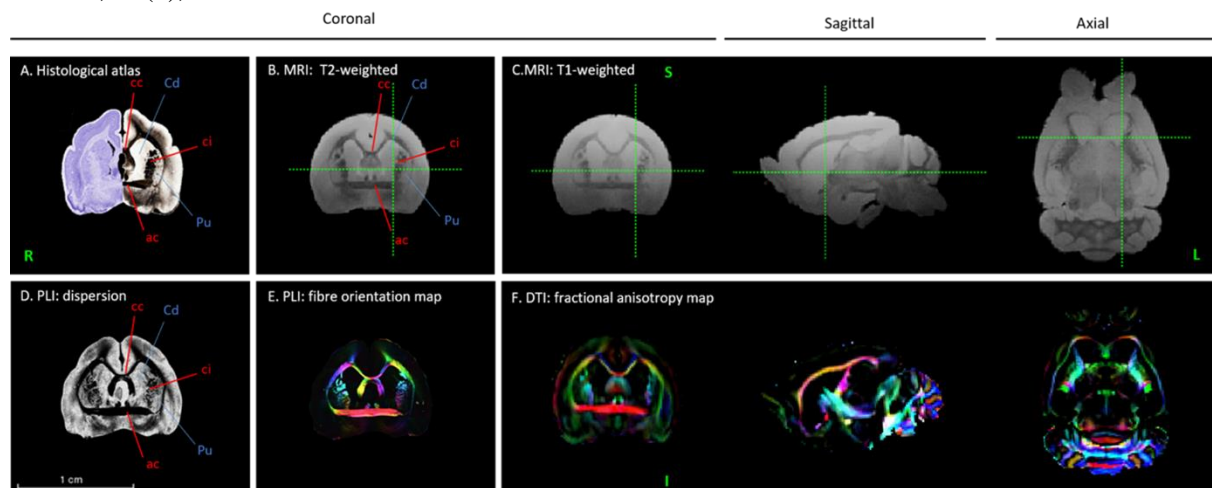 Coronal
Sagittal
Axial
A. Histological atlas
cc
Cd
ci
Pu
ac
R
B. MRI: T2-weighted
cc
Cd
ci
Pu
ac
C.MRI: T1-weighted
S
L
D. PLI: dispersion
cc
Cd
ci
Pu
ac
1 cm
E. PLI: fibre orientation map
F. DTI: fractional anisotropy map
I